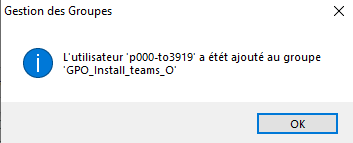 Gestion des Groupes
L'utilisateur 'p000-to3919' a étét ajouté au groupe
'GPO_Install_teams_O'
OK